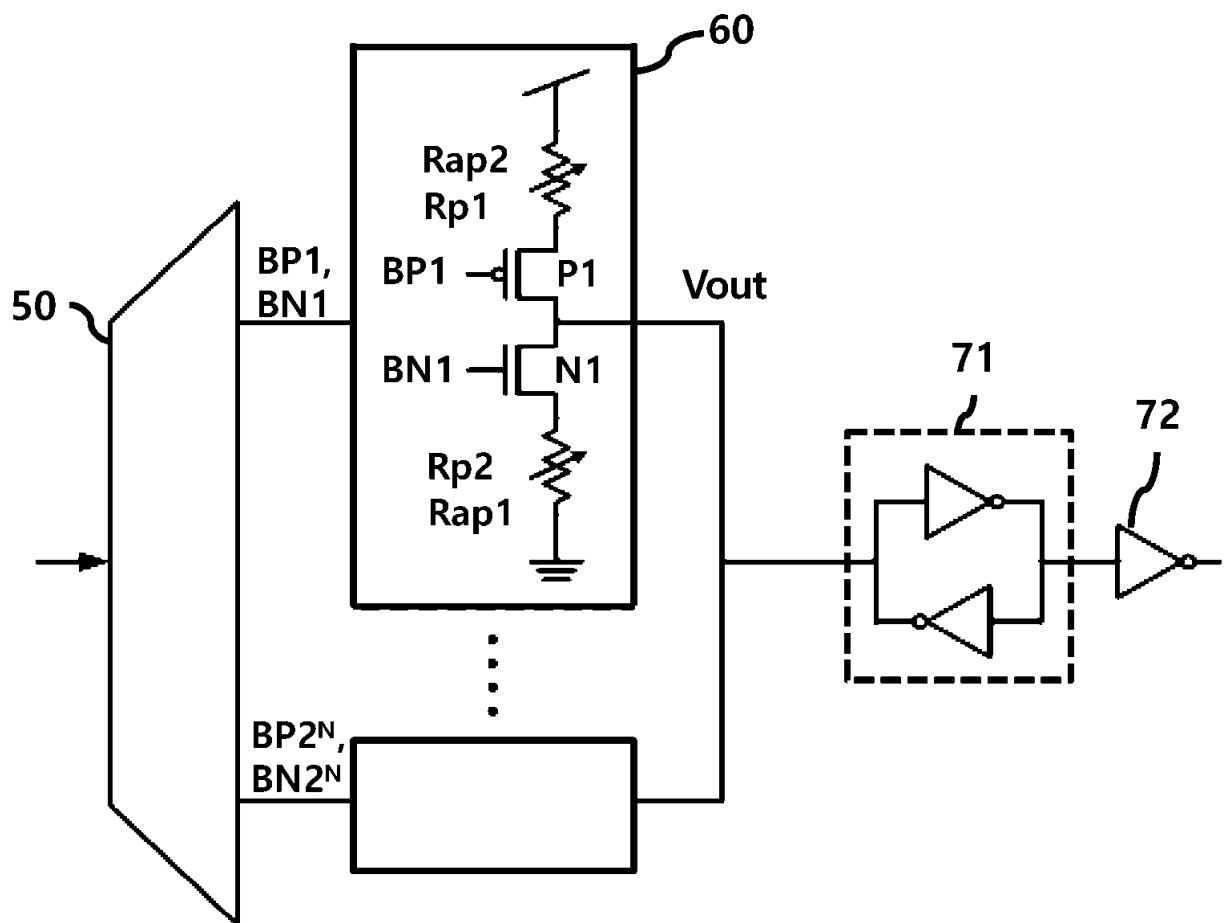 60
Rap2
Rp1
BP1,
BN1
BP1
P1
Vout
50
BN1
N1
71
72
Rp2
Rap1
BP2ᴺ,
BN2ᴺ